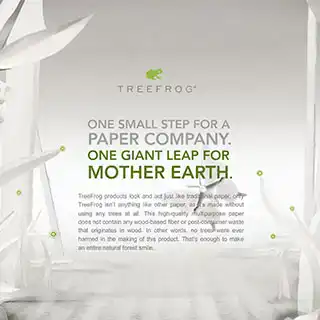 TREEFROG
ONE SMALL STEP FOR A
PAPER COMPANY.
ONE GIANT LEAP FOR
MOTHER EARTH.
TreeFrog products look and act just like traditional paper, only
TreeFrog isn't anything like other paper, as it's made without
using any trees at all. This high-quality multipurpose paper
does not contain any wood-based fiber or post-consumer waste
that originates in wood. In other words, no trees were ever
harmed in the making of this product. That's enough to make
an entire natural forest smile.